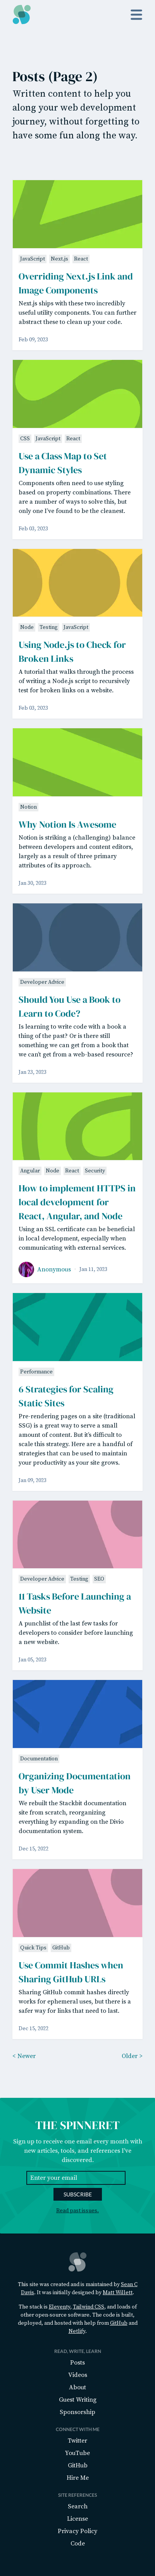 Posts (Page 2)
Written content to help you
along your web development
journey, without forgetting to
have some fun along the way.
JavaScript Next.js React
Overriding Next.js Link and
Image Components
Next.js ships with these two incredibly
useful utility components. You can further
abstract these to clean up your code.
Feb 09, 2023
CSS JavaScript React
Use a Class Map to Set
Dynamic Styles
Components often need to use styling
based on property combinations. There
are a number of ways to solve this, but
only one I've found to be the cleanest.
Feb 03, 2023
Node Testing JavaScript
Using Node.js to Check for
Broken Links
A tutorial that walks through the process
of writing a Node.js script to recursively
test for broken links on a website.
Feb 03, 2023
Notion
Why Notion Is Awesome
Notion is striking a (challenging) balance
between developers and content editors,
largely as a result of three primary
attributes of its approach.
Jan 30, 2023
Developer Advice
Should You Use a Book to
Learn to Code?
Is learning to write code with a book a
thing of the past? Or is there still
something we can get from a book that
we can't get from a web-based resource?
Jan 23, 2023
Angular Node React Security
How to implement HTTPS in
local development for
React, Angular, and Node
Using an SSL certificate can be beneficial
in local development, especially when
communicating with external services.
Anonymous Jan 11, 2023
Performance
6 Strategies for Scaling
Static Sites
Pre-rendering pages on a site (traditional
SSG) is a great way to serve a small
amount of content. But it's difficult to
scale this strategy. Here are a handful of
strategies that can be used to maintain
your productivity as your site grows.
Jan 09, 2023
Developer Advice Testing SEO
11 Tasks Before Launching a
Website
A punchlist of the last few tasks for
developers to consider before launching
a new website.
Jan 05, 2023
Documentation
Organizing Documentation
by User Mode
We rebuilt the Stackbit documentation
site from scratch, reorganizing
everything by expanding on the Divio
documentation system.
Dec 15, 2022
Quick Tips GitHub
Use Commit Hashes when
Sharing GitHub URLs
Sharing GitHub commit hashes directly
works for ephemeral uses, but there is a
safer way for links that need to last.
Dec 13, 2022
< Newer Older >
THE SPINNERET
Sign up to receive one email every month with
new articles, tools, and references I've
discovered.
Enter your email
SUBSCRIBE
Read past issues.
This site was created and is maintained by Sean C
Davis. It was initially designed by Matt Willett.
This stack is Eleventy, Tailwind CSS, and loads of
other open source software. The code is built,
deployed, and hosted with help from GitHub and
Netlify.
READ, WRITE, LEARN
Posts
Videos
About
Guest Writing
Sponsorship
CONNECT WITH ME
Twitter
YouTube
GitHub
Hire Me
SITE REFERENCES
Search
License
Privacy Policy
Code